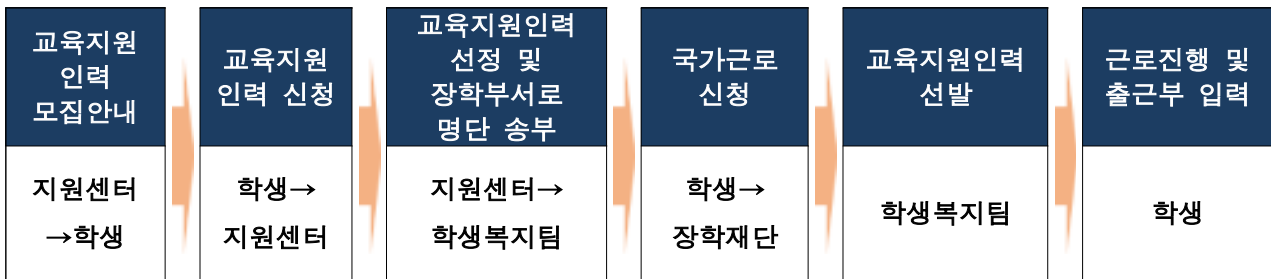 교육지원
인력
모집안내
지원센터
→학생
교육지원
인력 신청
학생→
지원센터
교육지원인력
선정 및
장학부서로
명단 송부
지원센터→
학생복지팀
국가근로
신청
학생→
장학재단
교육지원인력
선발
학생복지팀
근로진행 및
출근부 입력
학생